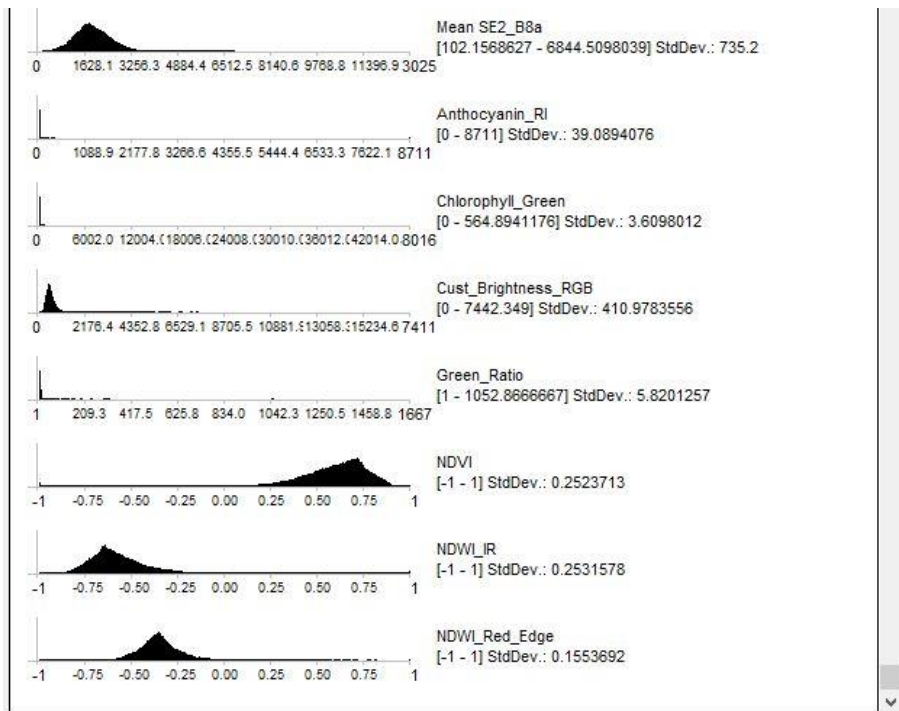 Mean SE2_B8a
[102.1568627 - 6844.5098039] StdDev.: 735.2
0 1628.1 3256.3 4884.4 6512.5 8140.6 9768.8 11396.9 3025
Anthocyanin_RI
[0 - 8711] StdDev.: 39.0894076
0 1088.9 2177.8 3266.6 4355.5 5444.4 6533.3 7622.1 8711
Chlorophyll_Green
[0 - 564.8941176] StdDev.: 3.6098012
0 6002.0 12004.( 18006.( 24008.( 30010.( 36012.( 42014.0 8016
Cust_Brightness_RGB
[0 - 7442.349] StdDev.: 410.9783556
0 2176.4 4352.8 6529.1 8705.5 10881.9 13058.3 15234.6 7411
Green_Ratio
[1 - 1052.8666667] StdDev.: 5.8201257
1 209.3 417.5 625.8 834.0 1042.3 1250.5 1458.8 1667
NDVI
[-1 - 1] StdDev.: 0.2523713
-1 -0.75 -0.50 -0.25 0.00 0.25 0.50 0.75 1
NDWI_IR
[-1 - 1] StdDev.: 0.2531578
-1 -0.75 -0.50 -0.25 0.00 0.25 0.50 0.75 1
NDWI_Red_Edge
[-1 - 1] StdDev.: 0.1553692
-1 -0.75 -0.50 -0.25 0.00 0.25 0.50 0.75 1